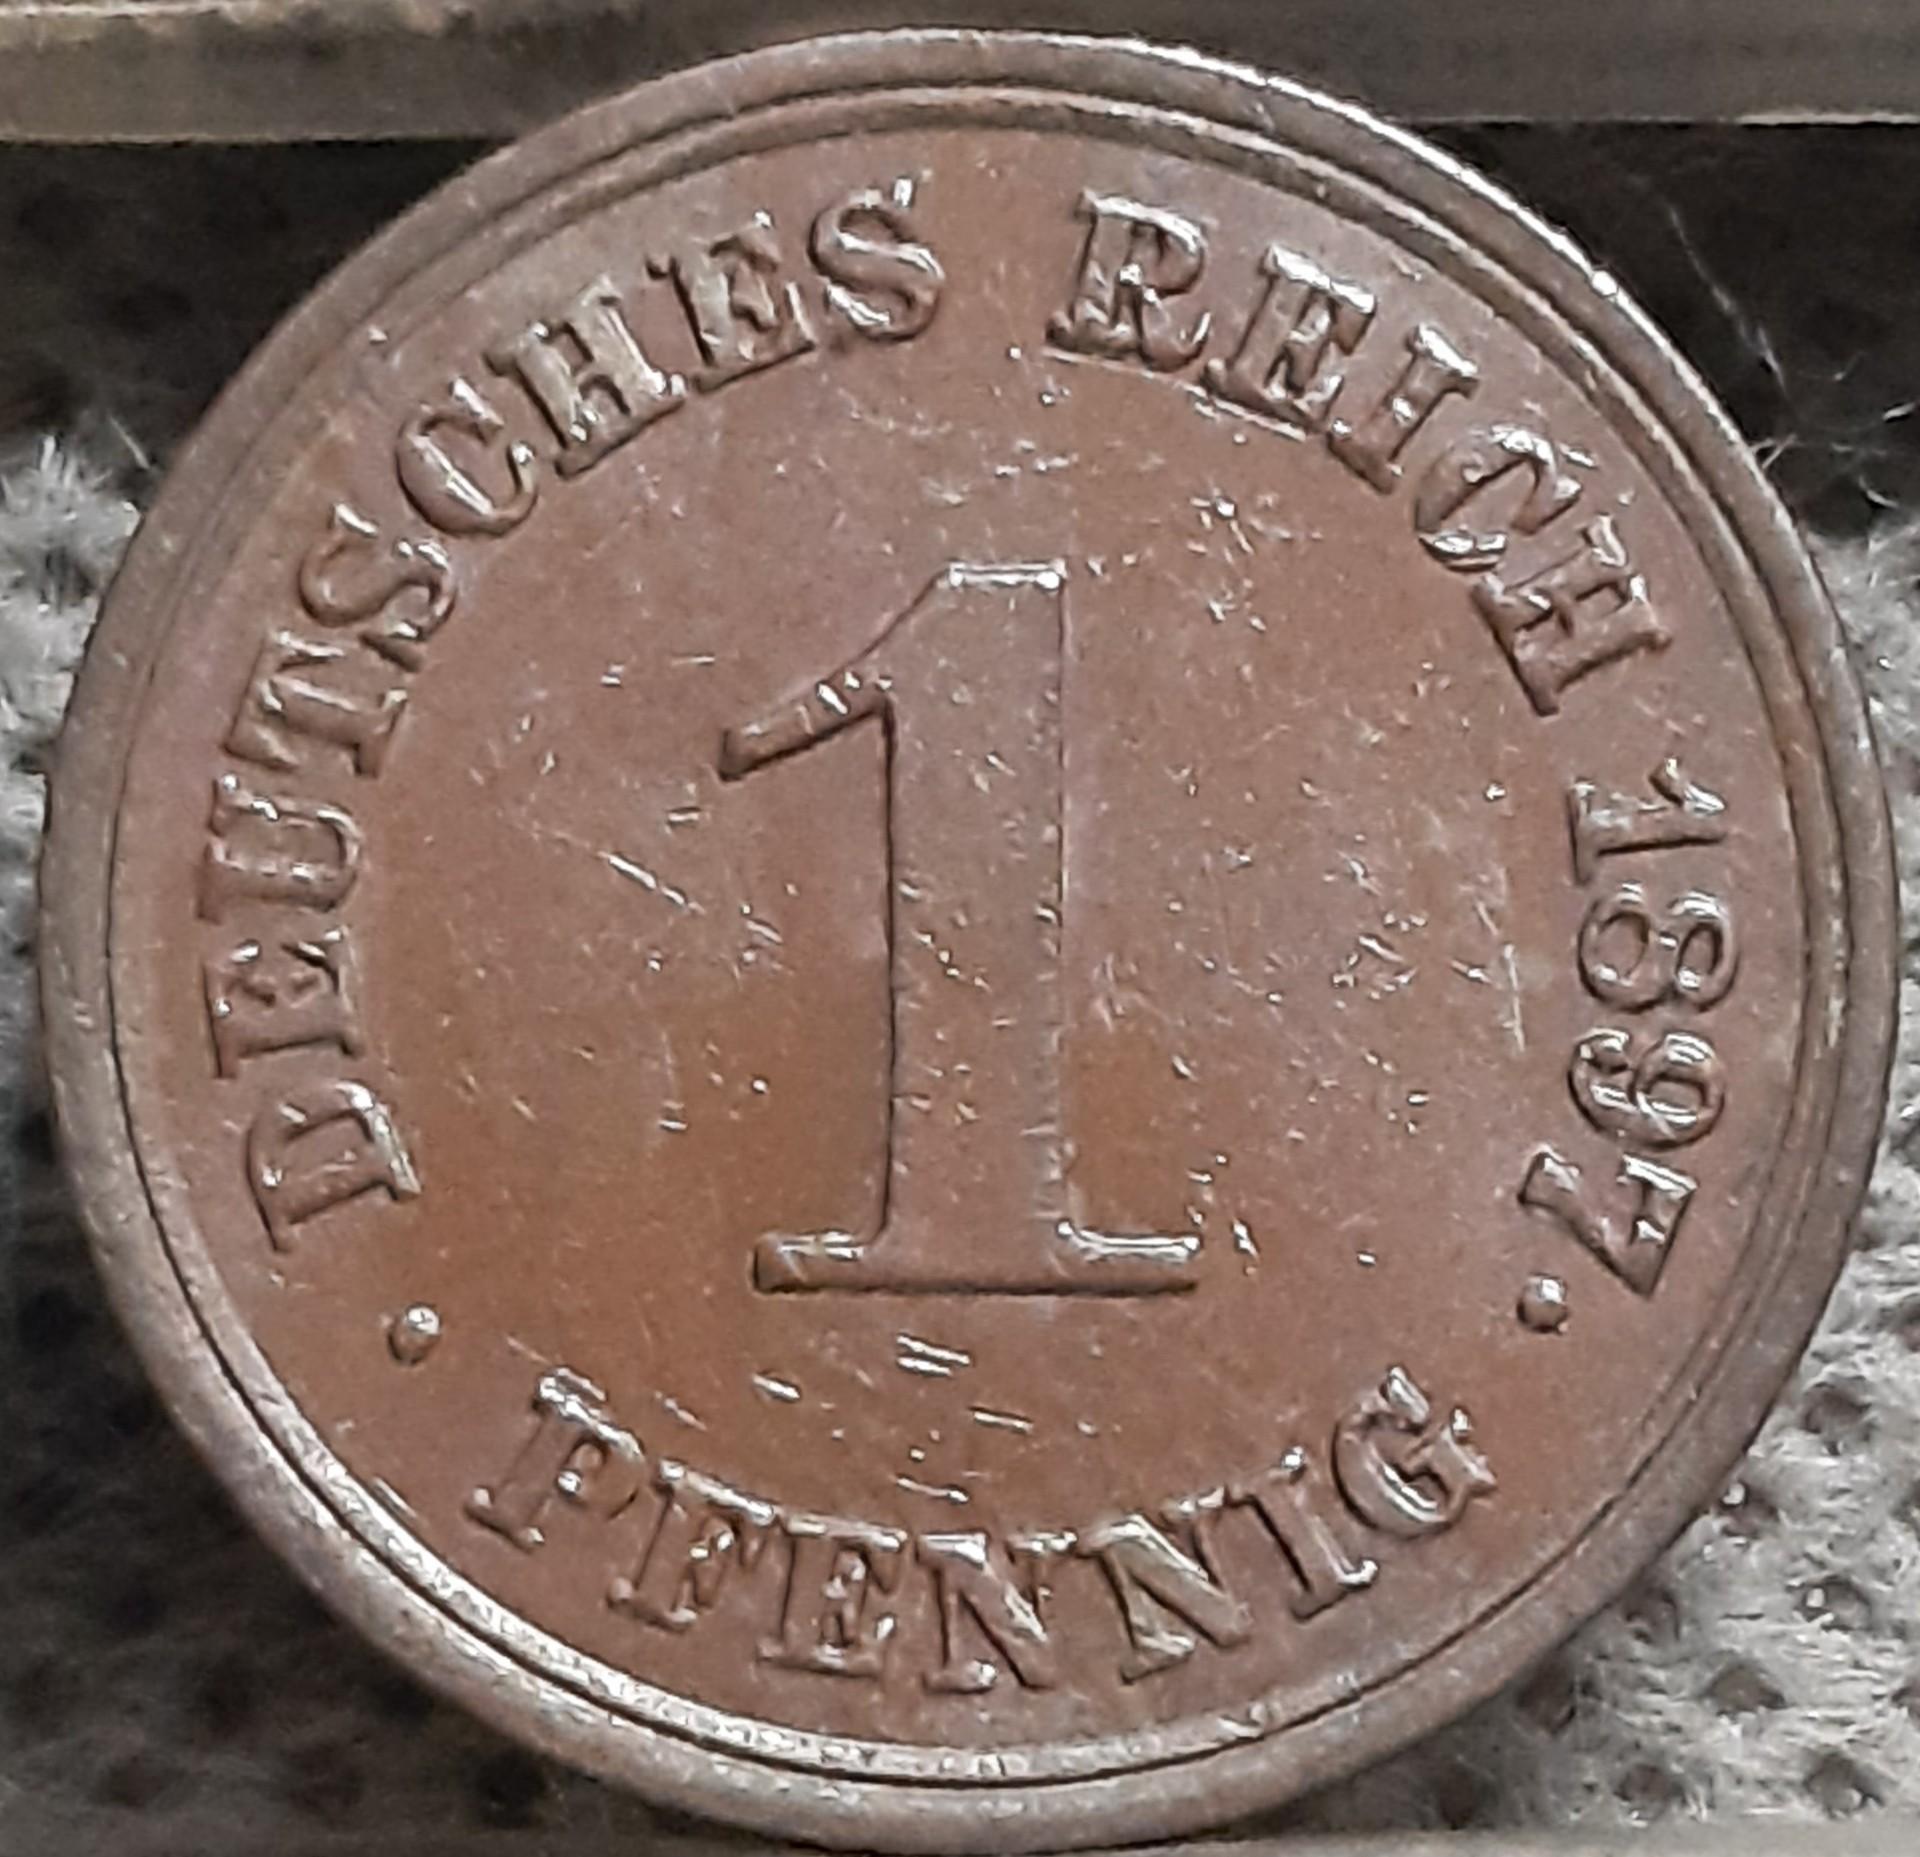 DEUTSCHES REICH 1897
1
· PFENNIG ·